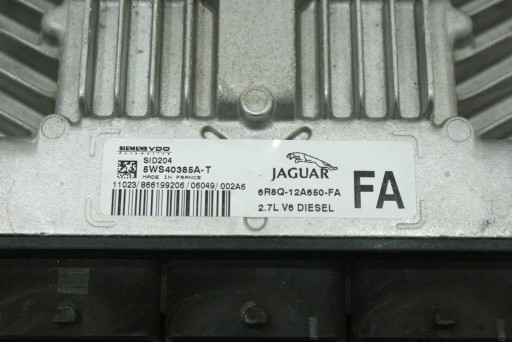 SIEMENS VDO
Automotive
SID204
5WS40385A-T
MADE IN FRANCE
11023/866199206/06049/002A6
JAGUAR
6R8Q-12A650-FA
2.7L V6 DIESEL
FA